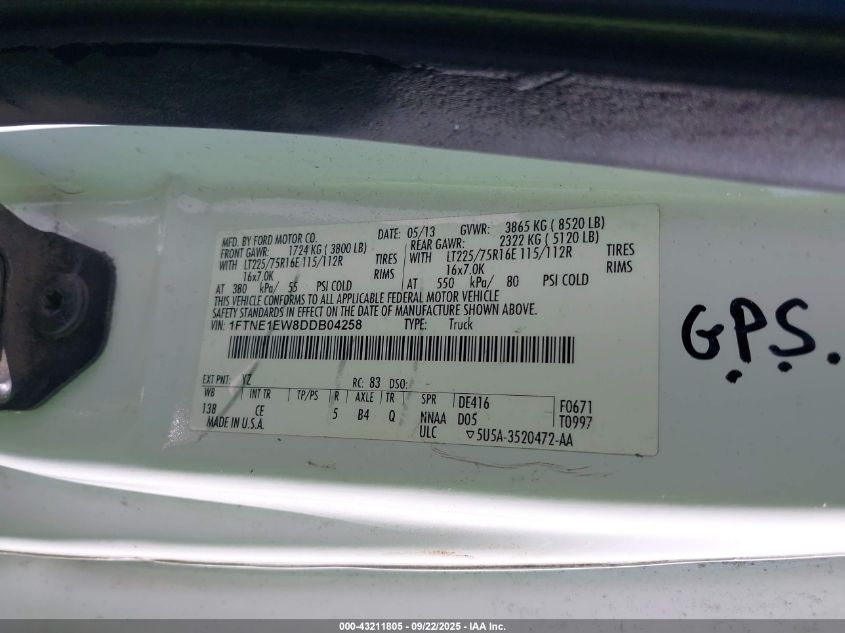 MFD. BY FORD MOTOR CO. DATE: 05/13 GVWR: 3865 KG ( 8520 LB)
FRONT GAWR: 1724 KG ( 3800 LB) REAR GAWR: 2322 KG ( 5120 LB)
WITH LT225/75R16E 115/112R TIRES WITH LT225/75R16E 115/112R TIRES
16x7.0K RIMS 16x7.0K RIMS
AT 380 kPa/ 55 PSI COLD AT 550 kPa/ 80 PSI COLD
THIS VEHICLE CONFORMS TO ALL APPLICABLE FEDERAL MOTOR VEHICLE
SAFETY STANDARDS IN EFFECT ON THE DATE OF MANUFACTURE SHOWN ABOVE.
VIN: 1FTNE1EW8DDB04258 TYPE: Truck
EXT PNT: YZ RC: 83 DSO:
WB INT TR TP/PS R AXLE TR SPR DE416 F0671
138 CE 5 B4 Q NNAA D05 T0997
MADE IN U.S.A. ULC ▽5U5A-3520472-AA
G.P.S.
000-43211805 - 09/22/2025 - IAA Inc.